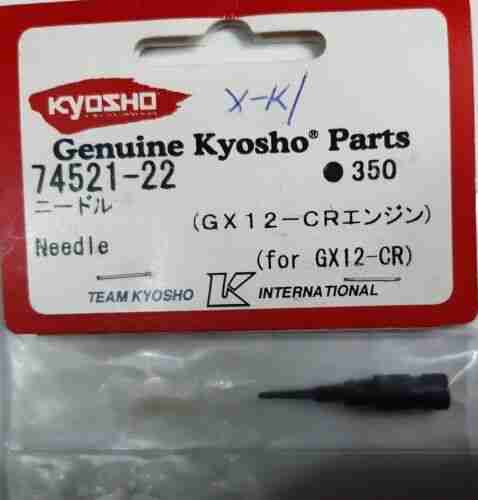 KYOSHO
X-K/
Genuine Kyosho® Parts
74521-22 ●350
ニードル
(GX12-CRエンジン)
Needle
(for GX12-CR)
TEAM KYOSHO K INTERNATIONAL